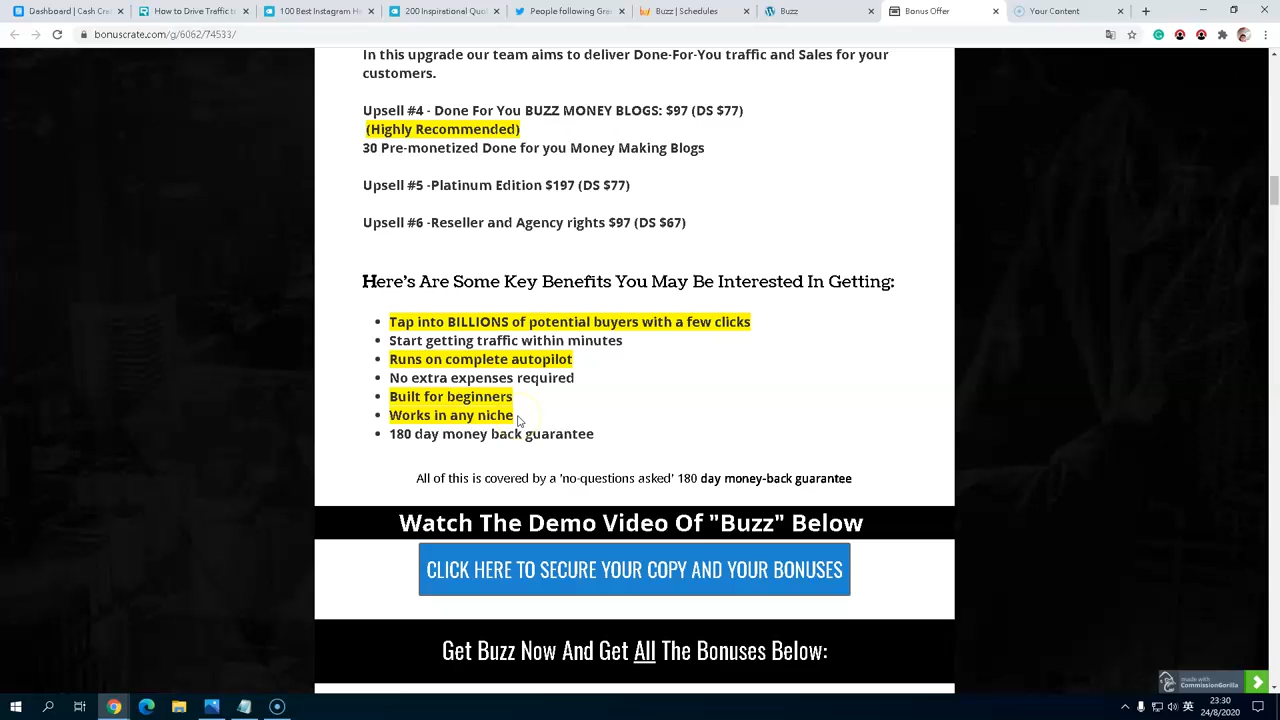 Dashboard | Cash Cra
How to Drive Traffic t
100 Best Instagram H
200 Inspirational Quo
People following Gra
Buzz | Schedules
Buzz
Bonus Offer
Your Content
bonuscrate.com/g/6062/74533/
In this upgrade our team aims to deliver Done-For-You traffic and Sales for your
customers.
Upsell #4 - Done For You BUZZ MONEY BLOGS: $97 (DS $77)
(Highly Recommended)
30 Pre-monetized Done for you Money Making Blogs
Upsell #5 -Platinum Edition $197 (DS $77)
Upsell #6 -Reseller and Agency rights $97 (DS $67)
Here's Are Some Key Benefits You May Be Interested In Getting:
Tap into BILLIONS of potential buyers with a few clicks
Start getting traffic within minutes
Runs on complete autopilot
No extra expenses required
Built for beginners
Works in any niche
180 day money back guarantee
All of this is covered by a 'no-questions asked' 180 day money-back guarantee
Watch The Demo Video Of "Buzz" Below
CLICK HERE TO SECURE YOUR COPY AND YOUR BONUSES
Get Buzz Now And Get All The Bonuses Below:
made with
CommissionGorilla
英
23:30
24/8/2020